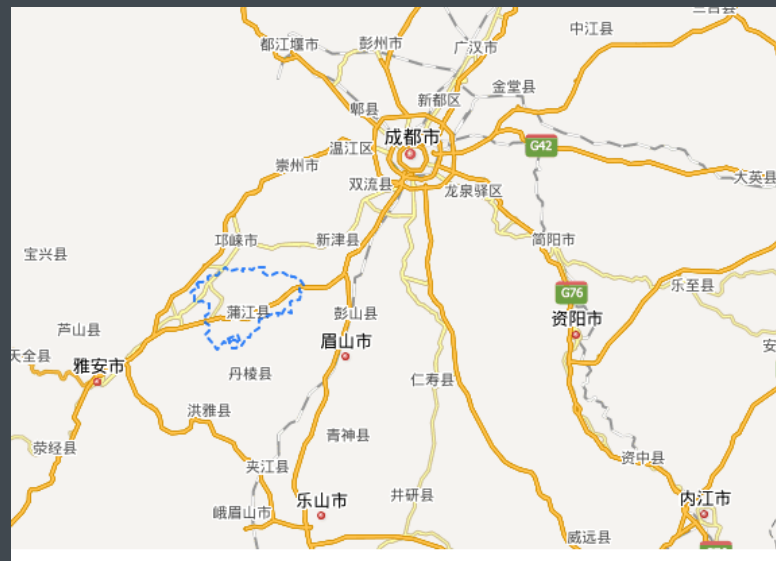 三台县
中江县
都江堰市
彭州市
广汉市
金堂县
新都区
郫县
成都市
G42
温江区
崇州市
大英县
双流县
龙泉驿区
邛崃市
新津县
简阳市
宝兴县
乐至县
G76
蒲江县
彭山县
资阳市
芦山县
眉山市
天全县
雅安市
安
丹棱县
仁寿县
洪雅县
青神县
荥经县
资中县
夹江县
井研县
乐山市
内江市
峨眉山市
威远县